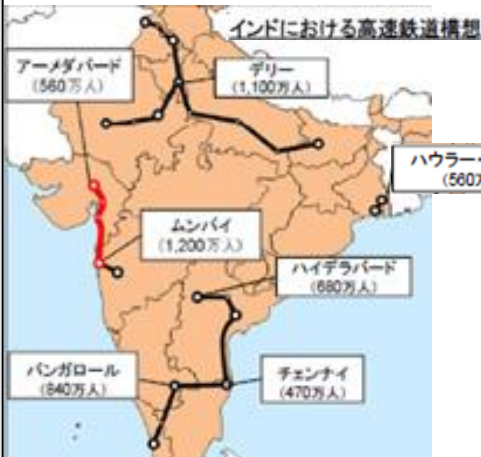 インドにおける高速鉄道構想
アーメダバード
(560万人)
デリー
(1,100万人)
ハウラー・
(560万
ムンバイ
(1,200万人)
ハイデラバード
(680万人)
バンガロール
(840万人)
チェンナイ
(470万人)